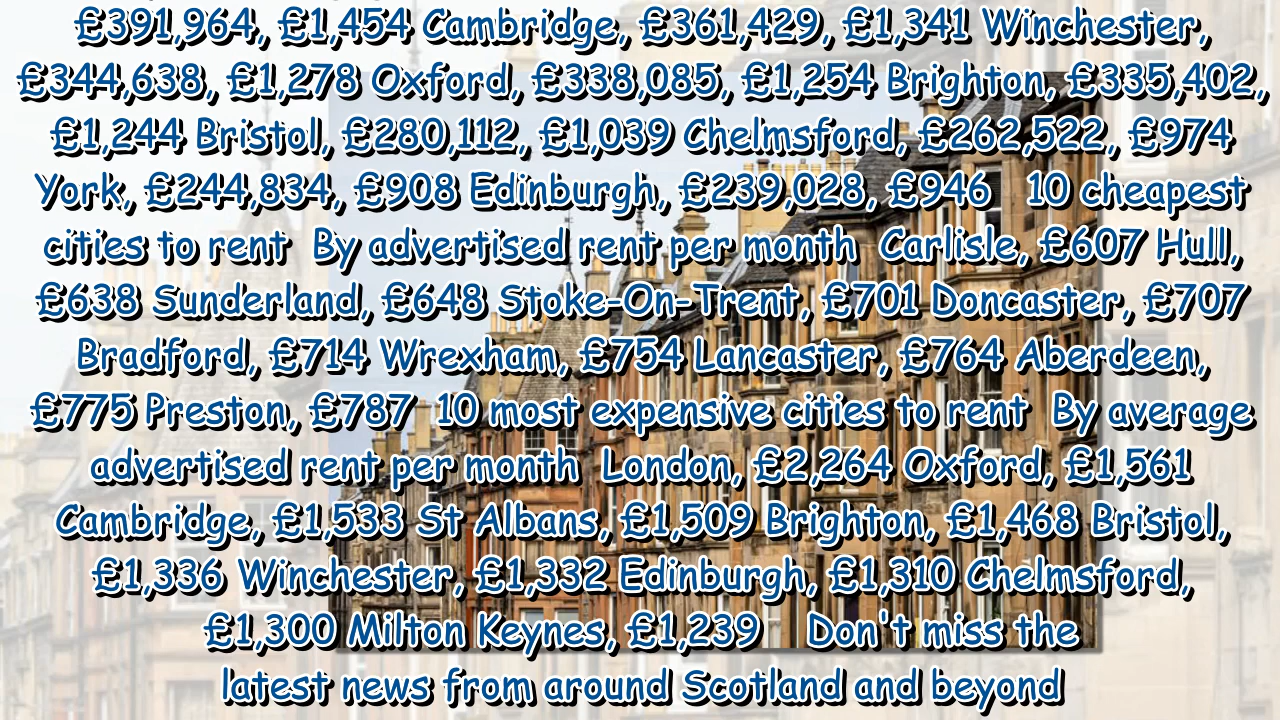 £391,964, £1,454 Cambridge, £361,429, £1,341 Winchester,
£344,638, £1,278 Oxford, £338,085, £1,254 Brighton, £335,402,
£1,244 Bristol, £280,112, £1,039 Chelmsford, £262,522, £974
York, £244,834, £908 Edinburgh, £239,028, £946 10 cheapest
cities to rent By advertised rent per month Carlisle, £607 Hull,
£638 Sunderland, £648 Stoke-On-Trent, £701 Doncaster, £707
Bradford, £714 Wrexham, £754 Lancaster, £764 Aberdeen,
£775 Preston, £787 10 most expensive cities to rent By average
advertised rent per month London, £2,264 Oxford, £1,561
Cambridge, £1,533 St Albans, £1,509 Brighton, £1,468 Bristol,
£1,336 Winchester, £1,332 Edinburgh, £1,310 Chelmsford,
£1,300 Milton Keynes, £1,239 Don't miss the
latest news from around Scotland and beyond